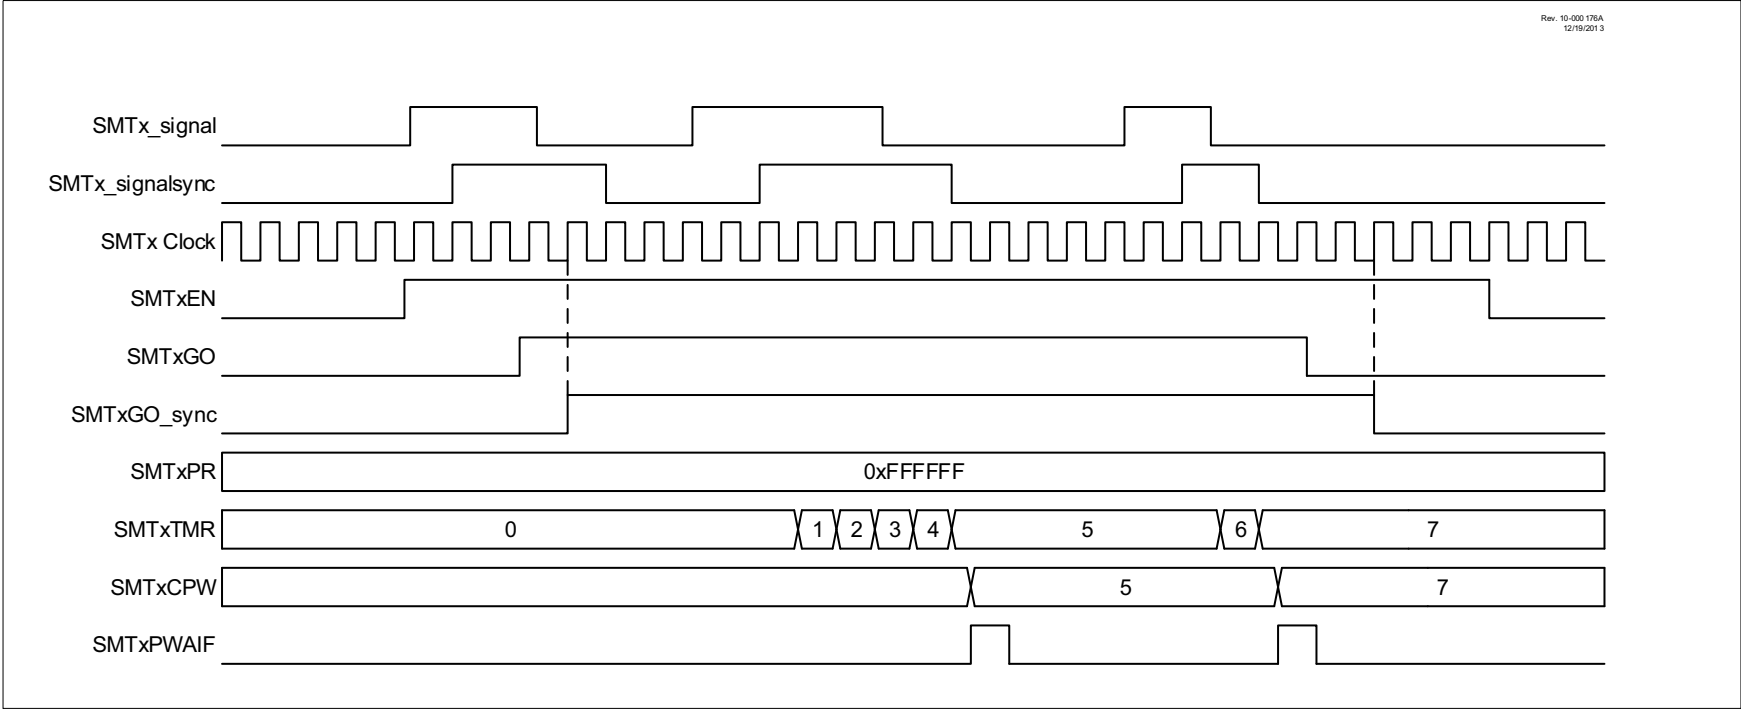 Rev. 10-000 176A
12/19/2013
SMTx_signal
SMTx_signalsync
SMTx Clock
SMTxEN
SMTxGO
SMTxGO_sync
SMTxPR 0xFFFFFF
SMTxTMR 0 1 2 3 4 5 6 7
SMTxCPW 5 7
SMTxPWAIF